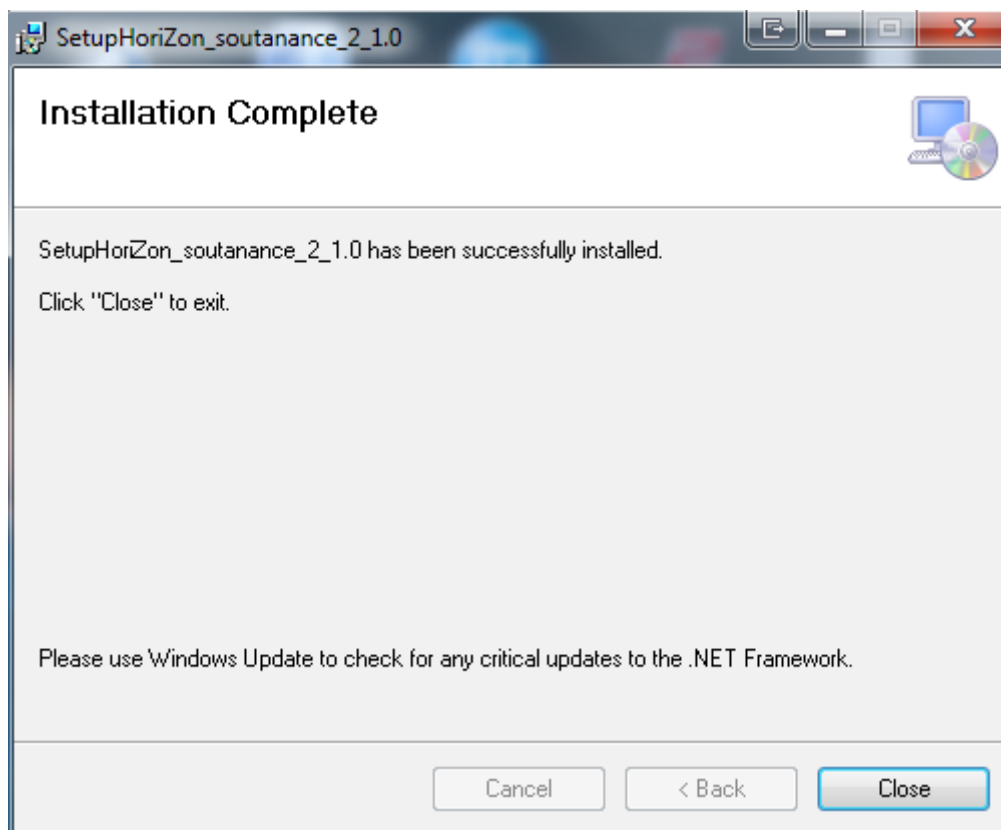 SetupHoriZon_soutanance_2_1.0
Installation Complete
SetupHoriZon_soutanance_2_1.0 has been successfully installed.
Click "Close" to exit.
Please use Windows Update to check for any critical updates to the .NET Framework.
Cancel
< Back
Close